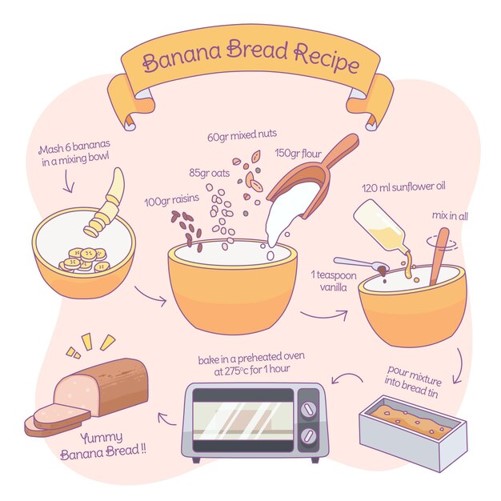 Banana Bread Recipe
Mash 6 bananas
in a mixing bowl
60gr mixed nuts
150gr flour
85gr oats
100gr raisins
120 ml sunflower oil
mix in all
1 teaspoon
vanilla
pour mixture
into bread tin
bake in a preheated oven
at 275°c for 1 hour
Yummy
Banana Bread !!